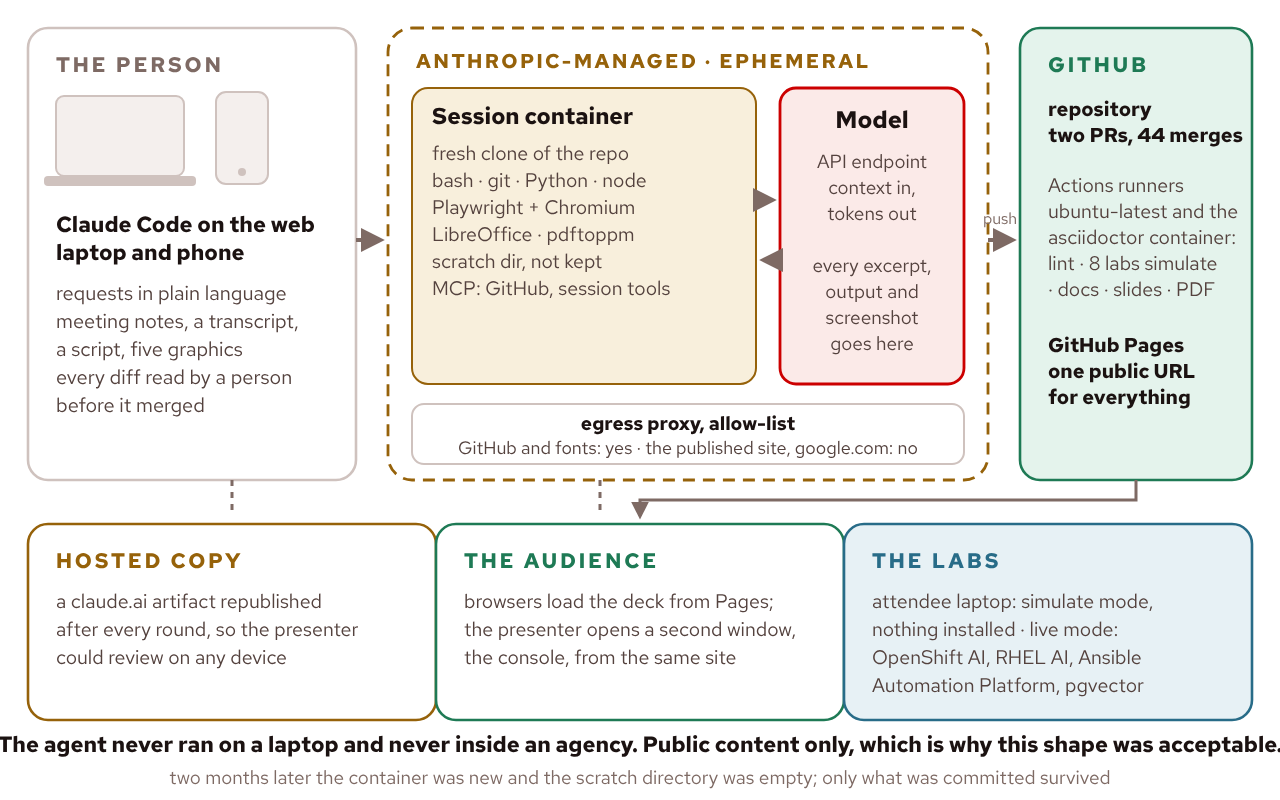 THE PERSON
Claude Code on the web
laptop and phone
requests in plain language
meeting notes, a transcript,
a script, five graphics
every diff read by a person
before it merged
ANTHROPIC-MANAGED · EPHEMERAL
Session container
fresh clone of the repo
bash · git · Python · node
Playwright + Chromium
LibreOffice · pdftoppm
scratch dir, not kept
MCP: GitHub, session tools
Model
API endpoint
context in,
tokens out
every excerpt,
output and
screenshot
goes here
egress proxy, allow-list
GitHub and fonts: yes · the published site, google.com: no
push
GITHUB
repository
two PRs, 44 merges
Actions runners
ubuntu-latest and the
asciidoctor container:
lint · 8 labs simulate
· docs · slides · PDF
GitHub Pages
one public URL
for everything
HOSTED COPY
a claude.ai artifact republished
after every round, so the presenter
could review on any device
THE AUDIENCE
browsers load the deck from Pages;
the presenter opens a second window,
the console, from the same site
THE LABS
attendee laptop: simulate mode,
nothing installed · live mode:
OpenShift AI, RHEL AI, Ansible
Automation Platform, pgvector
The agent never ran on a laptop and never inside an agency. Public content only, which is why this shape was acceptable.
two months later the container was new and the scratch directory was empty; only what was committed survived